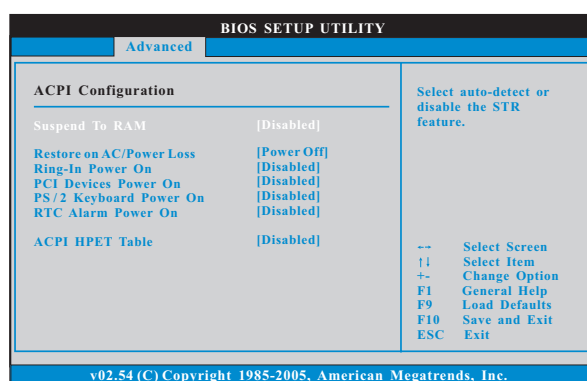 BIOS SETUP UTILITY
Advanced
ACPI Configuration
Suspend To RAM [Disabled]
Restore on AC/Power Loss [Power Off]
Ring-In Power On [Disabled]
PCI Devices Power On [Disabled]
PS/2 Keyboard Power On [Disabled]
RTC Alarm Power On [Disabled]
ACPI HPET Table [Disabled]
Select auto-detect or
disable the STR
feature.
←→ Select Screen
↑↓ Select Item
+- Change Option
F1 General Help
F9 Load Defaults
F10 Save and Exit
ESC Exit
v02.54 (C) Copyright 1985-2005, American Megatrends, Inc.